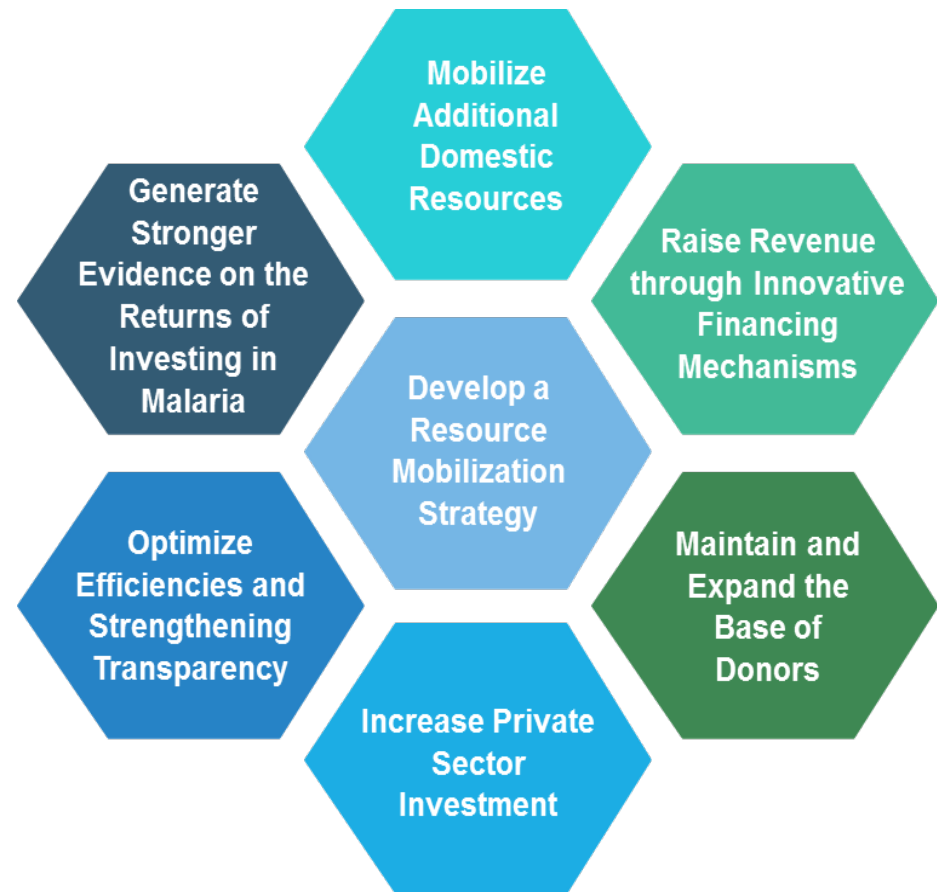 Mobilize
Additional
Domestic
Resources
Generate
Stronger
Evidence on the
Returns of
Investing in
Malaria
Raise Revenue
through Innovative
Financing
Mechanisms
Develop a
Resource
Mobilization
Strategy
Optimize
Efficiencies and
Strengthening
Transparency
Maintain and
Expand the
Base of
Donors
Increase Private
Sector
Investment